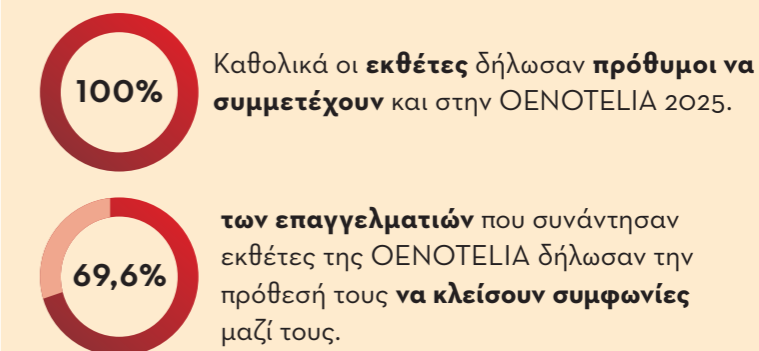 100%
Καθολικά οι εκθέτες δήλωσαν πρόθυμοι να
συμμετέχουν και στην OENOTELIA 2025.
69,6%
των επαγγελματιών που συνάντησαν
εκθέτες της OENOTELIA δήλωσαν την
πρόθεσή τους να κλείσουν συμφωνίες
μαζί τους.